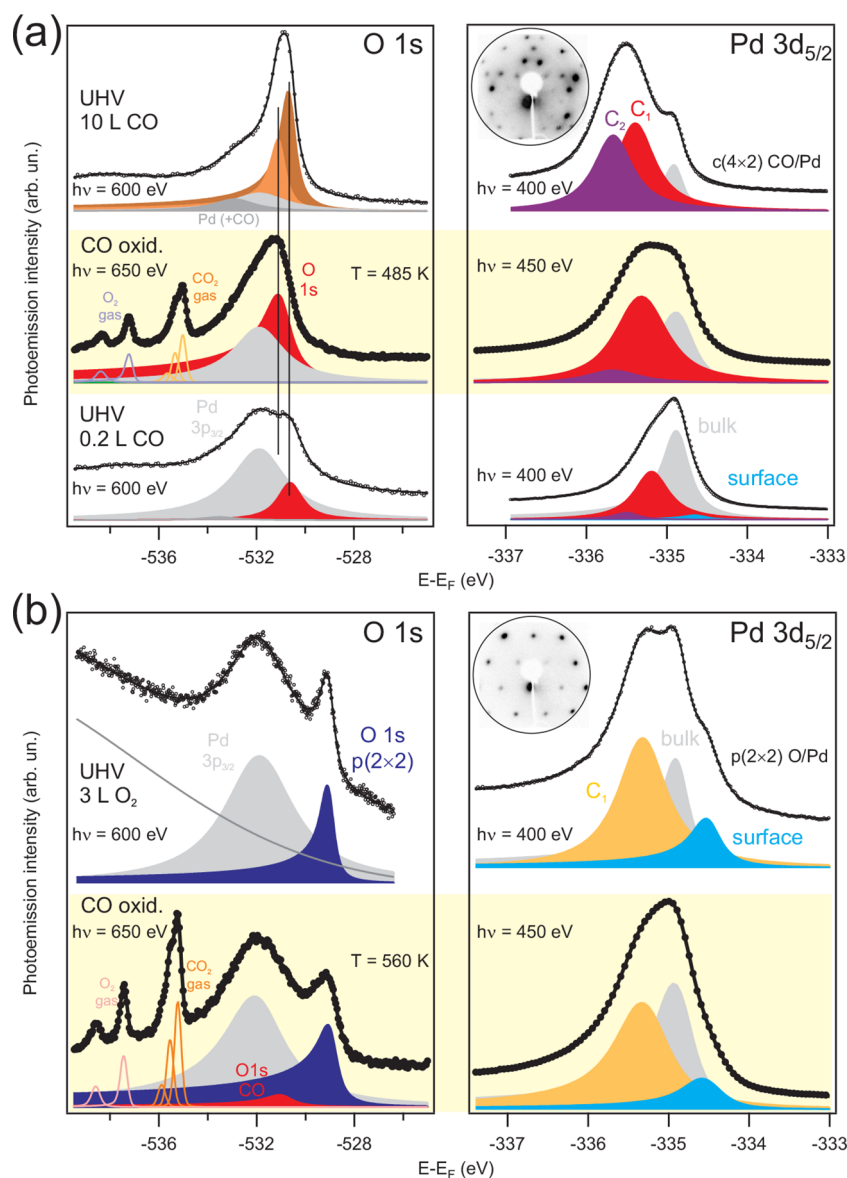 (a)
O 1s
UHV
10 L CO
hν = 600 eV
Pd (+CO)
CO oxid.
hν = 650 eV
O₂
gas
CO₂
gas
O
1s
T = 485 K
UHV
0.2 L CO
hν = 600 eV
Pd
3p₃/₂
-536
-532
-528
Pd 3d₅/₂
C₂
C₁
c(4×2) CO/Pd
hν = 400 eV
hν = 450 eV
hν = 400 eV
bulk
surface
-337
-336
-335
-334
-333
E-E_F (eV)
Photoemission intensity (arb. un.)
(b)
O 1s
Pd
3p₃/₂
O 1s
p(2×2)
UHV
3 L O₂
hν = 600 eV
CO oxid.
hν = 650 eV
O₂
gas
CO₂
gas
T = 560 K
O1s
CO
-536
-532
-528
Pd 3d₅/₂
bulk
C₁
p(2×2) O/Pd
hν = 400 eV
surface
hν = 450 eV
-337
-336
-335
-334
-333
E-E_F (eV)
Photoemission intensity (arb. un.)